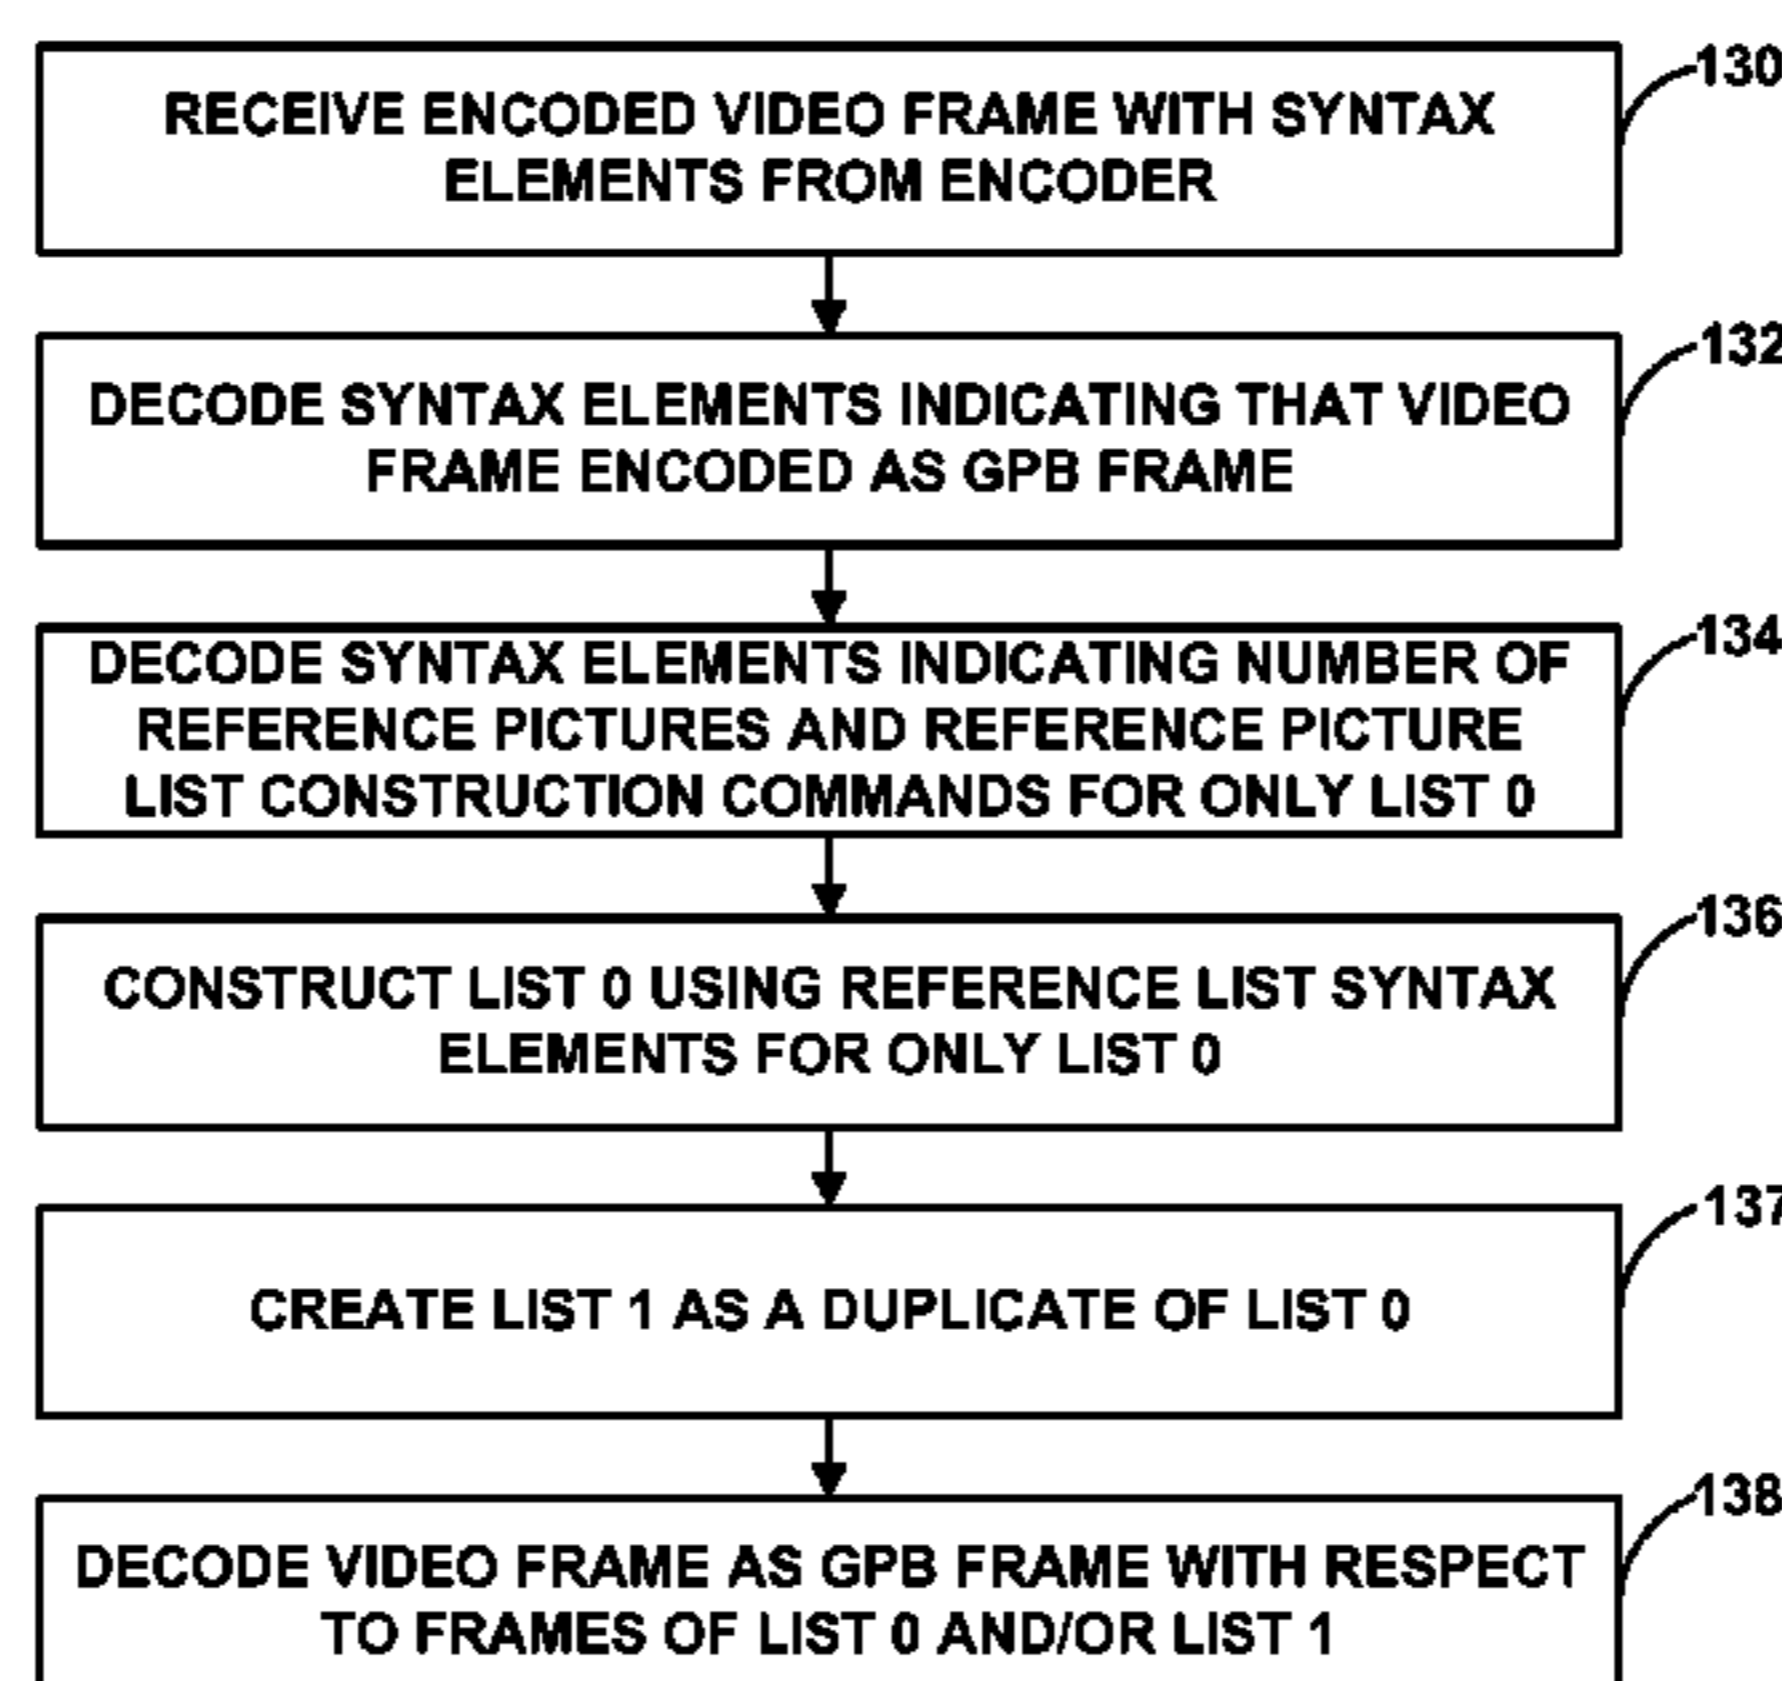 130
RECEIVE ENCODED VIDEO FRAME WITH SYNTAX
ELEMENTS FROM ENCODER
132
DECODE SYNTAX ELEMENTS INDICATING THAT VIDEO
FRAME ENCODED AS GPB FRAME
134
DECODE SYNTAX ELEMENTS INDICATING NUMBER OF
REFERENCE PICTURES AND REFERENCE PICTURE
LIST CONSTRUCTION COMMANDS FOR ONLY LIST 0
136
CONSTRUCT LIST 0 USING REFERENCE LIST SYNTAX
ELEMENTS FOR ONLY LIST 0
137
CREATE LIST 1 AS A DUPLICATE OF LIST 0
138
DECODE VIDEO FRAME AS GPB FRAME WITH RESPECT
TO FRAMES OF LIST 0 AND/OR LIST 1